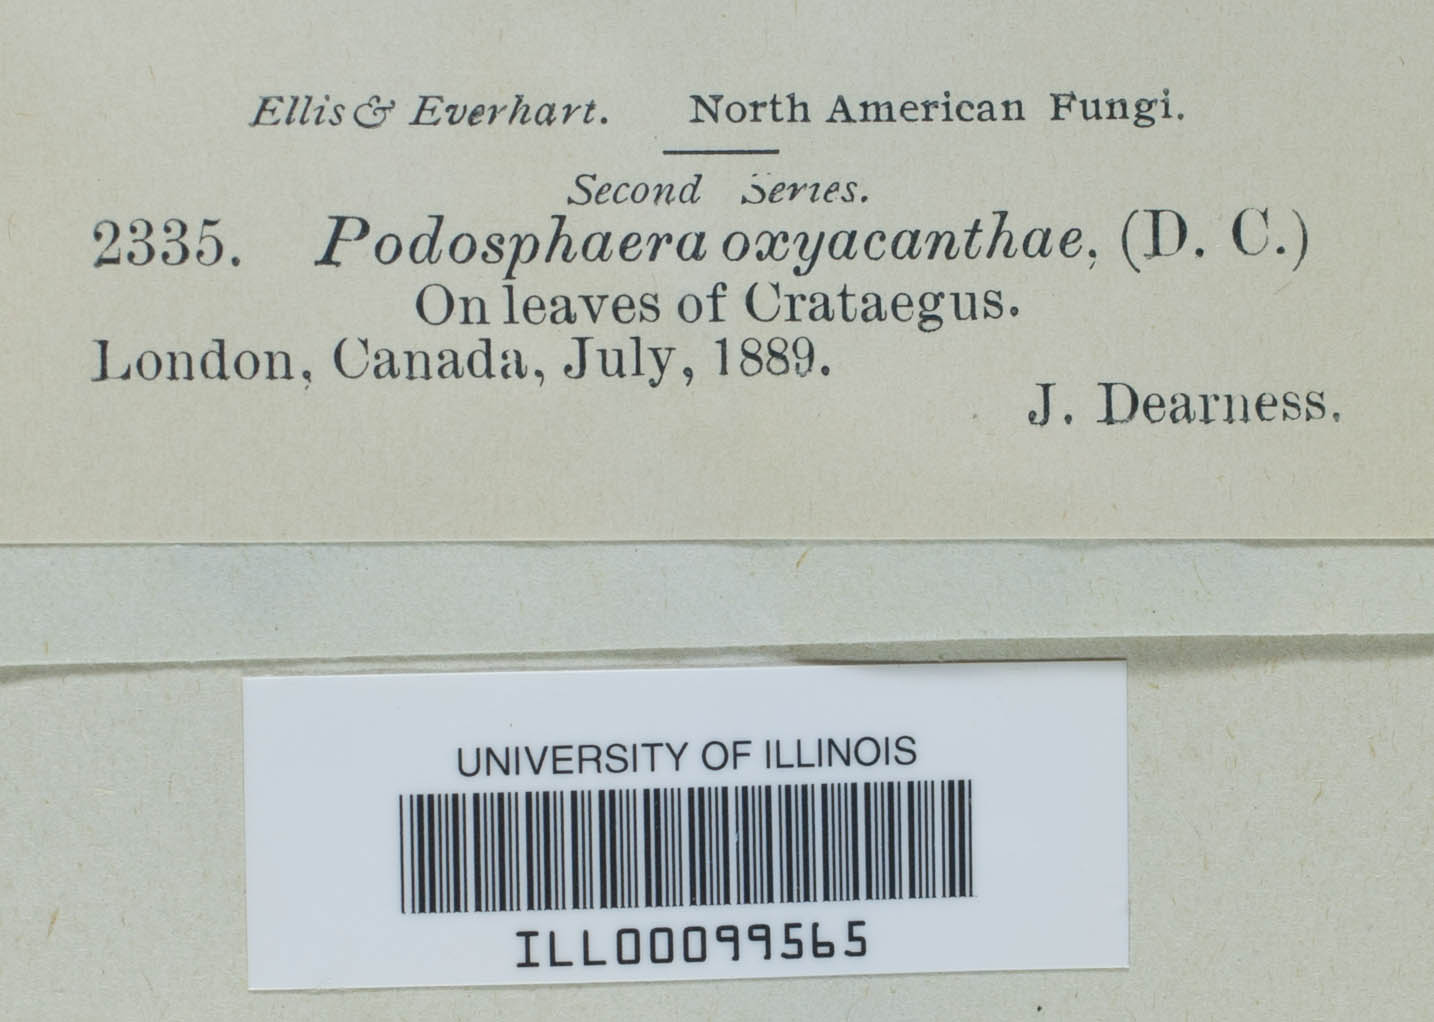 Ellis & Everhart. North American Fungi.
Second Series.
2335. Podosphaera oxyacanthae, (D. C.)
On leaves of Crataegus.
London, Canada, July, 1889.
J. Dearness.
UNIVERSITY OF ILLINOIS
ILL00099565